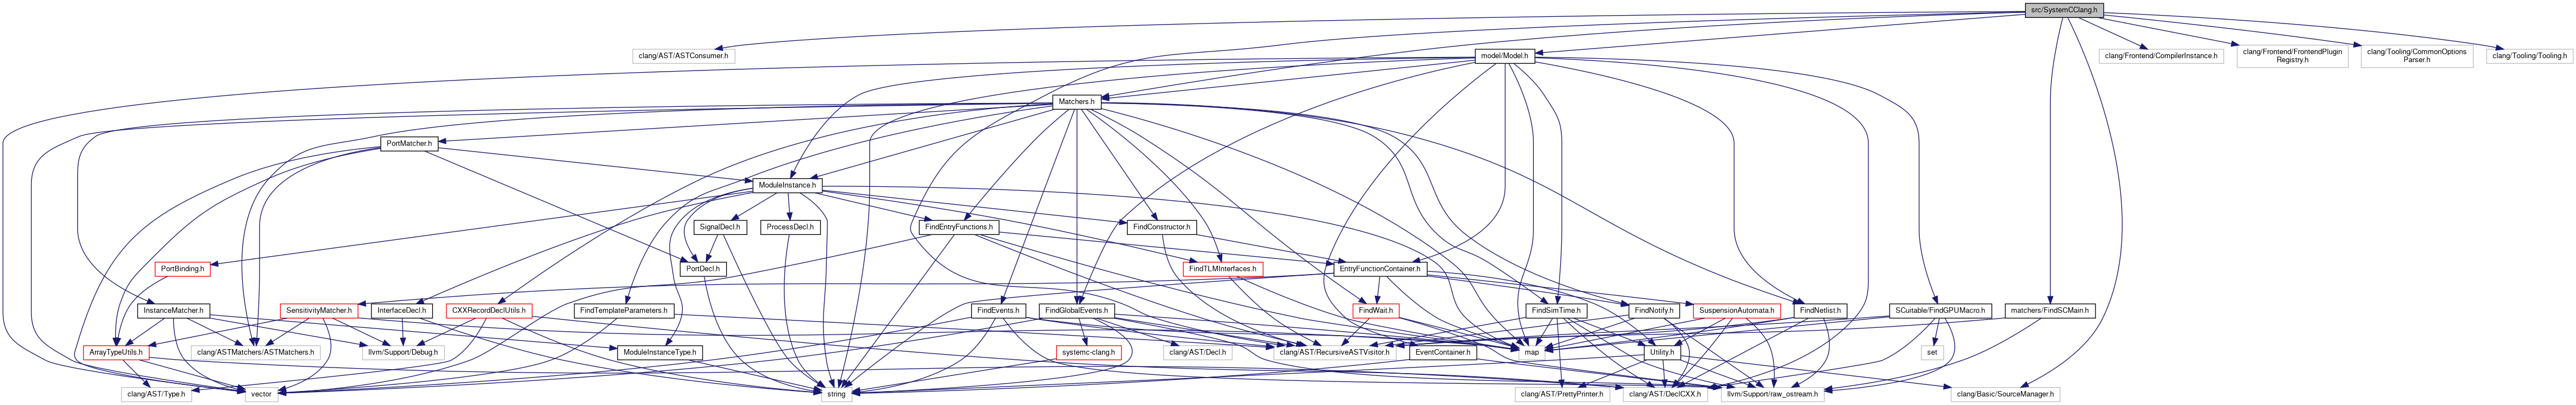 src/SystemCClang.h
clang/AST/ASTConsumer.h
model/Model.h
clang/Frontend/CompilerInstance.h
clang/Frontend/FrontendPlugin
Registry.h
clang/Tooling/CommonOptions
Parser.h
clang/Tooling/Tooling.h
Matchers.h
PortMatcher.h
ModuleInstance.h
SignalDecl.h
ProcessDecl.h
FindEntryFunctions.h
FindConstructor.h
PortBinding.h
PortDecl.h
FindTLMInterfaces.h
EntryFunctionContainer.h
InstanceMatcher.h
SensitivityMatcher.h
InterfaceDecl.h
CXXRecordDeclUtils.h
FindTemplateParameters.h
FindEvents.h
FindGlobalEvents.h
FindWait.h
FindSimTime.h
FindNotify.h
SuspensionAutomata.h
FindNetlist.h
SCuitable/FindGPUMacro.h
matchers/FindSCMain.h
ArrayTypeUtils.h
clang/ASTMatchers/ASTMatchers.h
llvm/Support/Debug.h
ModuleInstanceType.h
systemc-clang.h
clang/AST/Decl.h
clang/AST/RecursiveASTVisitor.h
EventContainer.h
map
Utility.h
set
clang/AST/Type.h
vector
string
clang/AST/PrettyPrinter.h
clang/AST/DeclCXX.h
llvm/Support/raw_ostream.h
clang/Basic/SourceManager.h